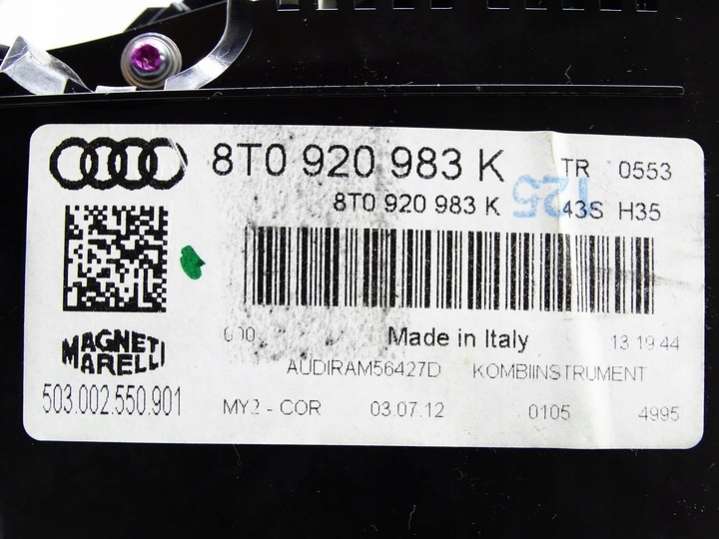 8T0 920 983 K TR 0553
8T0 920 983 K 43S H35
125
000 Made in Italy 13 19 44
MAGNETI MARELLI
AUDIRAM56427D KOMBIINSTRUMENT
503.002.550.901 MY2 - COR 03.07.12 0105 4995